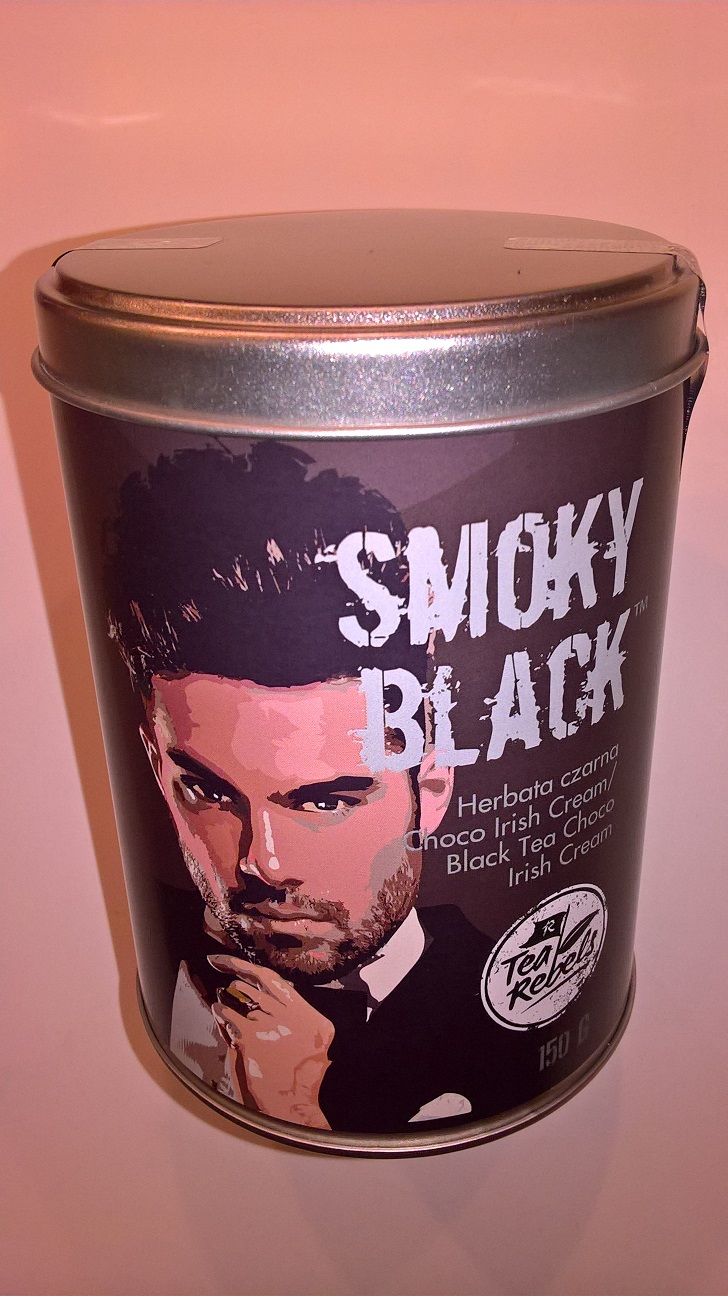 SMOKY
BLACK™
Herbata czarna
Choco Irish Cream/
Black Tea Choco
Irish Cream
R
Tea
Rebels
150 G